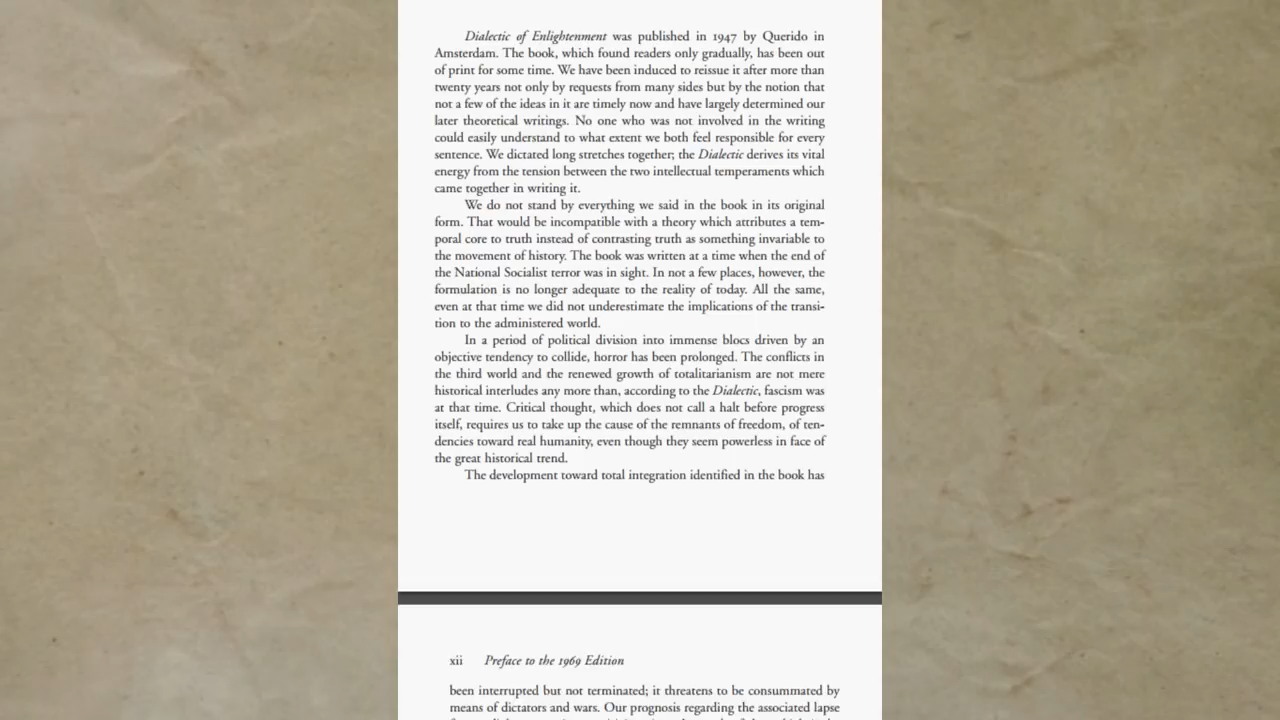 Dialectic of Enlightenment was published in 1947 by Querido in
Amsterdam. The book, which found readers only gradually, has been out
of print for some time. We have been induced to reissue it after more than
twenty years not only by requests from many sides but by the notion that
not a few of the ideas in it are timely now and have largely determined our
later theoretical writings. No one who was not involved in the writing
could easily understand to what extent we both feel responsible for every
sentence. We dictated long stretches together; the Dialectic derives its vital
energy from the tension between the two intellectual temperaments which
came together in writing it.
We do not stand by everything we said in the book in its original
form. That would be incompatible with a theory which attributes a tem-
poral core to truth instead of contrasting truth as something invariable to
the movement of history. The book was written at a time when the end of
the National Socialist terror was in sight. In not a few places, however, the
formulation is no longer adequate to the reality of today. All the same,
even at that time we did not underestimate the implications of the transi-
tion to the administered world.
In a period of political division into immense blocs driven by an
objective tendency to collide, horror has been prolonged. The conflicts in
the third world and the renewed growth of totalitarianism are not mere
historical interludes any more than, according to the Dialectic, fascism was
at that time. Critical thought, which does not call a halt before progress
itself, requires us to take up the cause of the remnants of freedom, of ten-
dencies toward real humanity, even though they seem powerless in face of
the great historical trend.
The development toward total integration identified in the book has
xii Preface to the 1969 Edition
been interrupted but not terminated; it threatens to be consummated by
means of dictators and wars. Our prognosis regarding the associated lapse